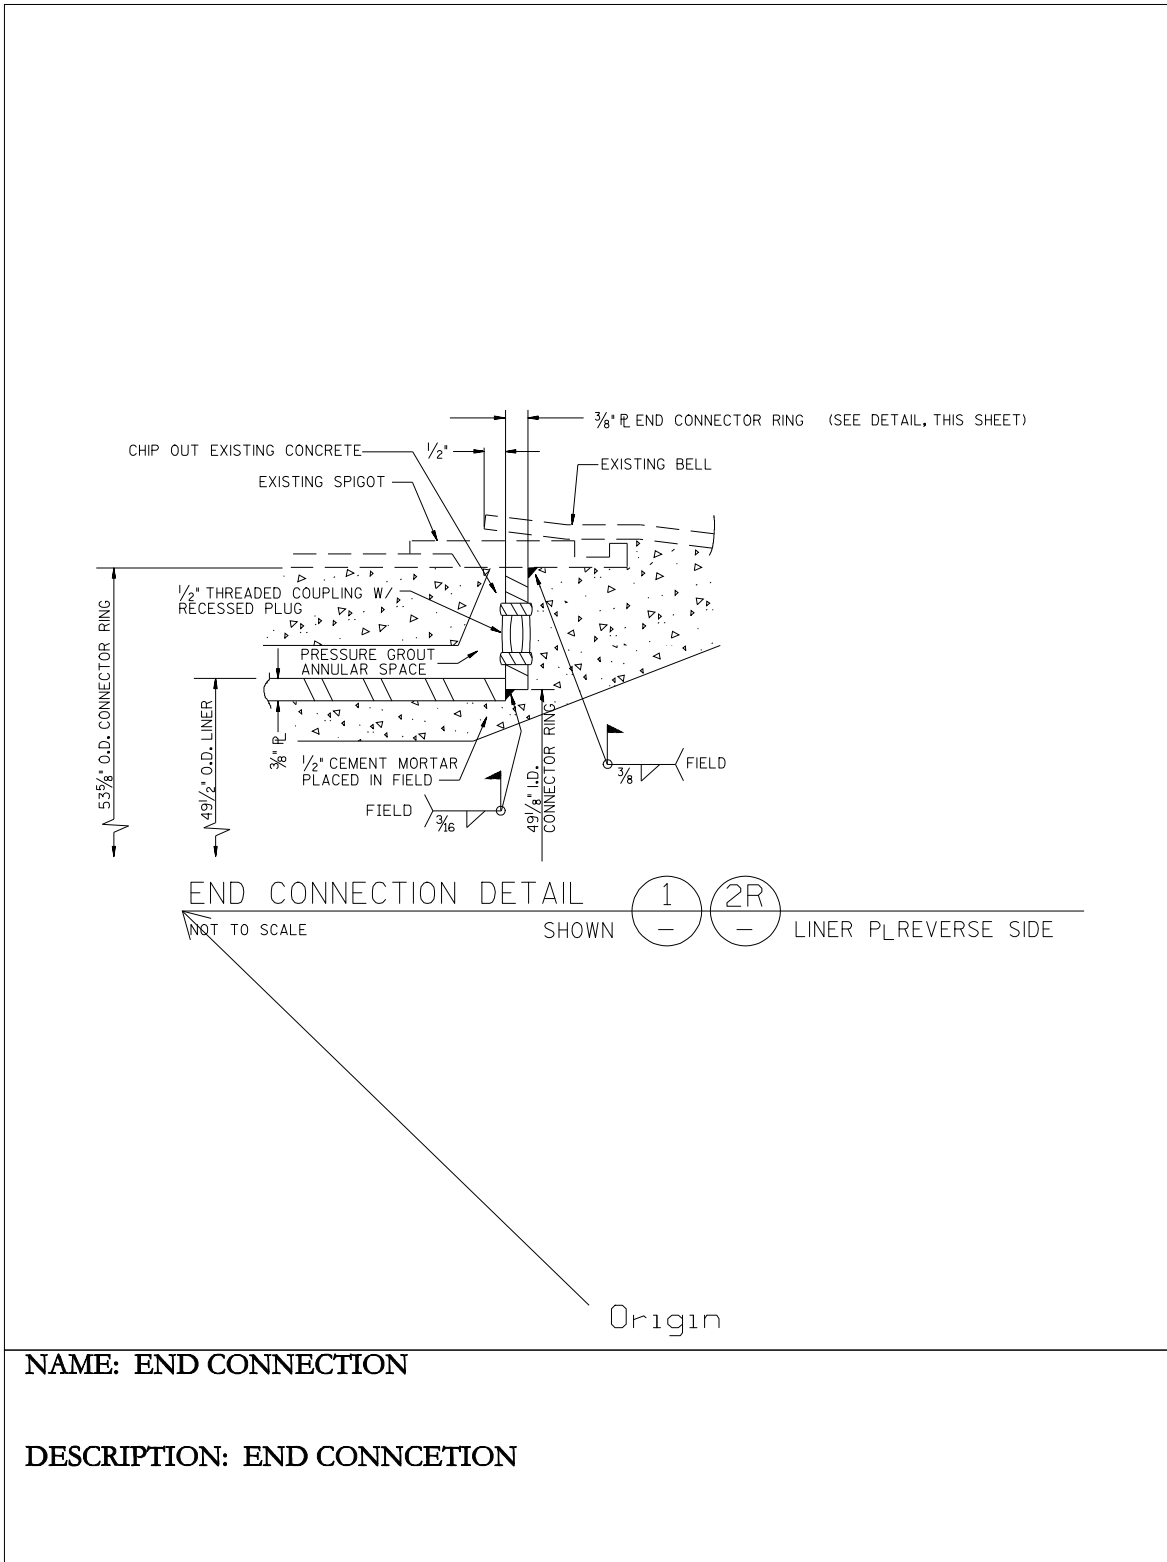 3/8" PL END CONNECTOR RING (SEE DETAIL, THIS SHEET)
CHIP OUT EXISTING CONCRETE
1/2"
EXISTING BELL
EXISTING SPIGOT
1/2" THREADED COUPLING W/
RECESSED PLUG
PRESSURE GROUT
ANNULAR SPACE
53 5/8" O.D. CONNECTOR RING
49 1/2" O.D. LINER
3/8" PL
1/2" CEMENT MORTAR
PLACED IN FIELD
49 1/8" I.D.
CONNECTOR RING
3/8
FIELD
FIELD
3/16
END CONNECTION DETAIL
1
2R
NOT TO SCALE
SHOWN
–
–
LINER PL REVERSE SIDE
Origin
NAME: END CONNECTION
DESCRIPTION: END CONNCETION